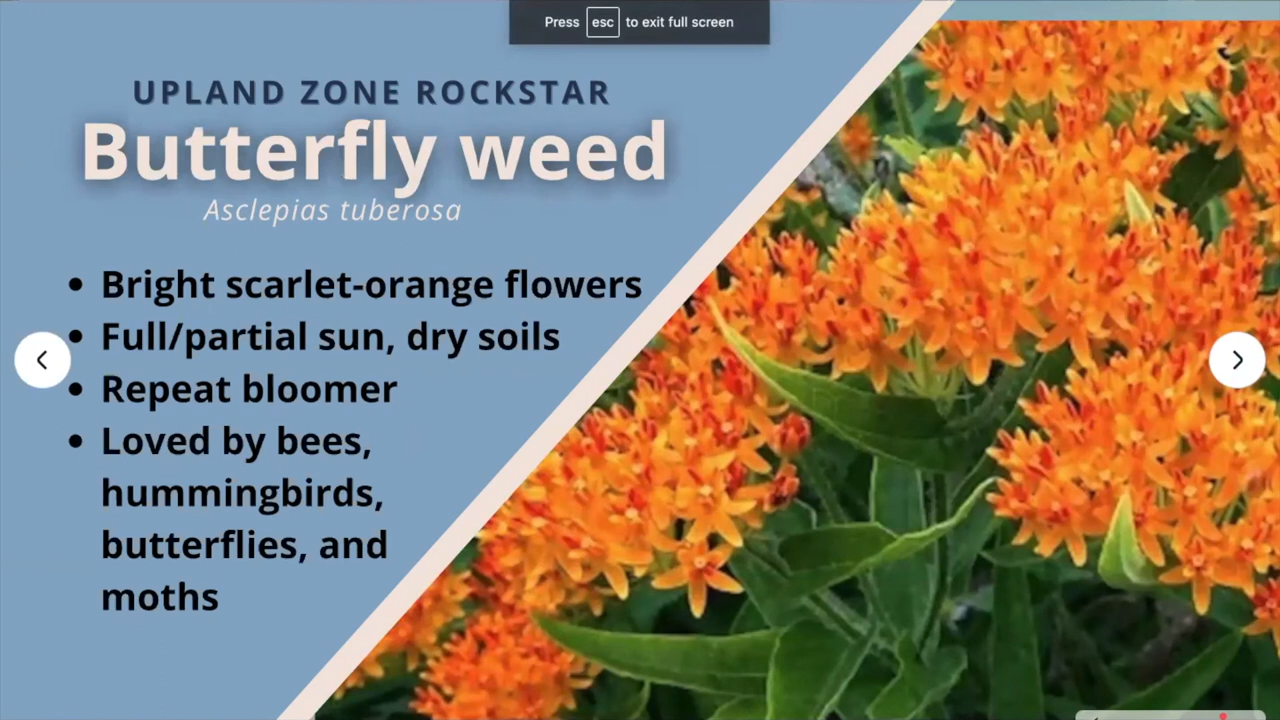 Press esc to exit full screen
UPLAND ZONE ROCKSTAR
Butterfly weed
Asclepias tuberosa
• Bright scarlet-orange flowers
• Full/partial sun, dry soils
• Repeat bloomer
• Loved by bees,
hummingbirds,
butterflies, and
moths